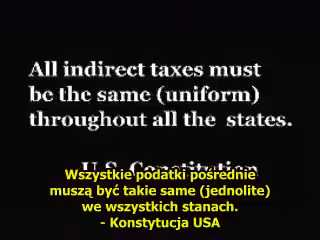 All indirect taxes must
be the same (uniform)
throughout all the states.
U.S. Constitution
Wszystkie podatki pośrednie
muszą być takie same (jednolite)
we wszystkich stanach.
- Konstytucja USA